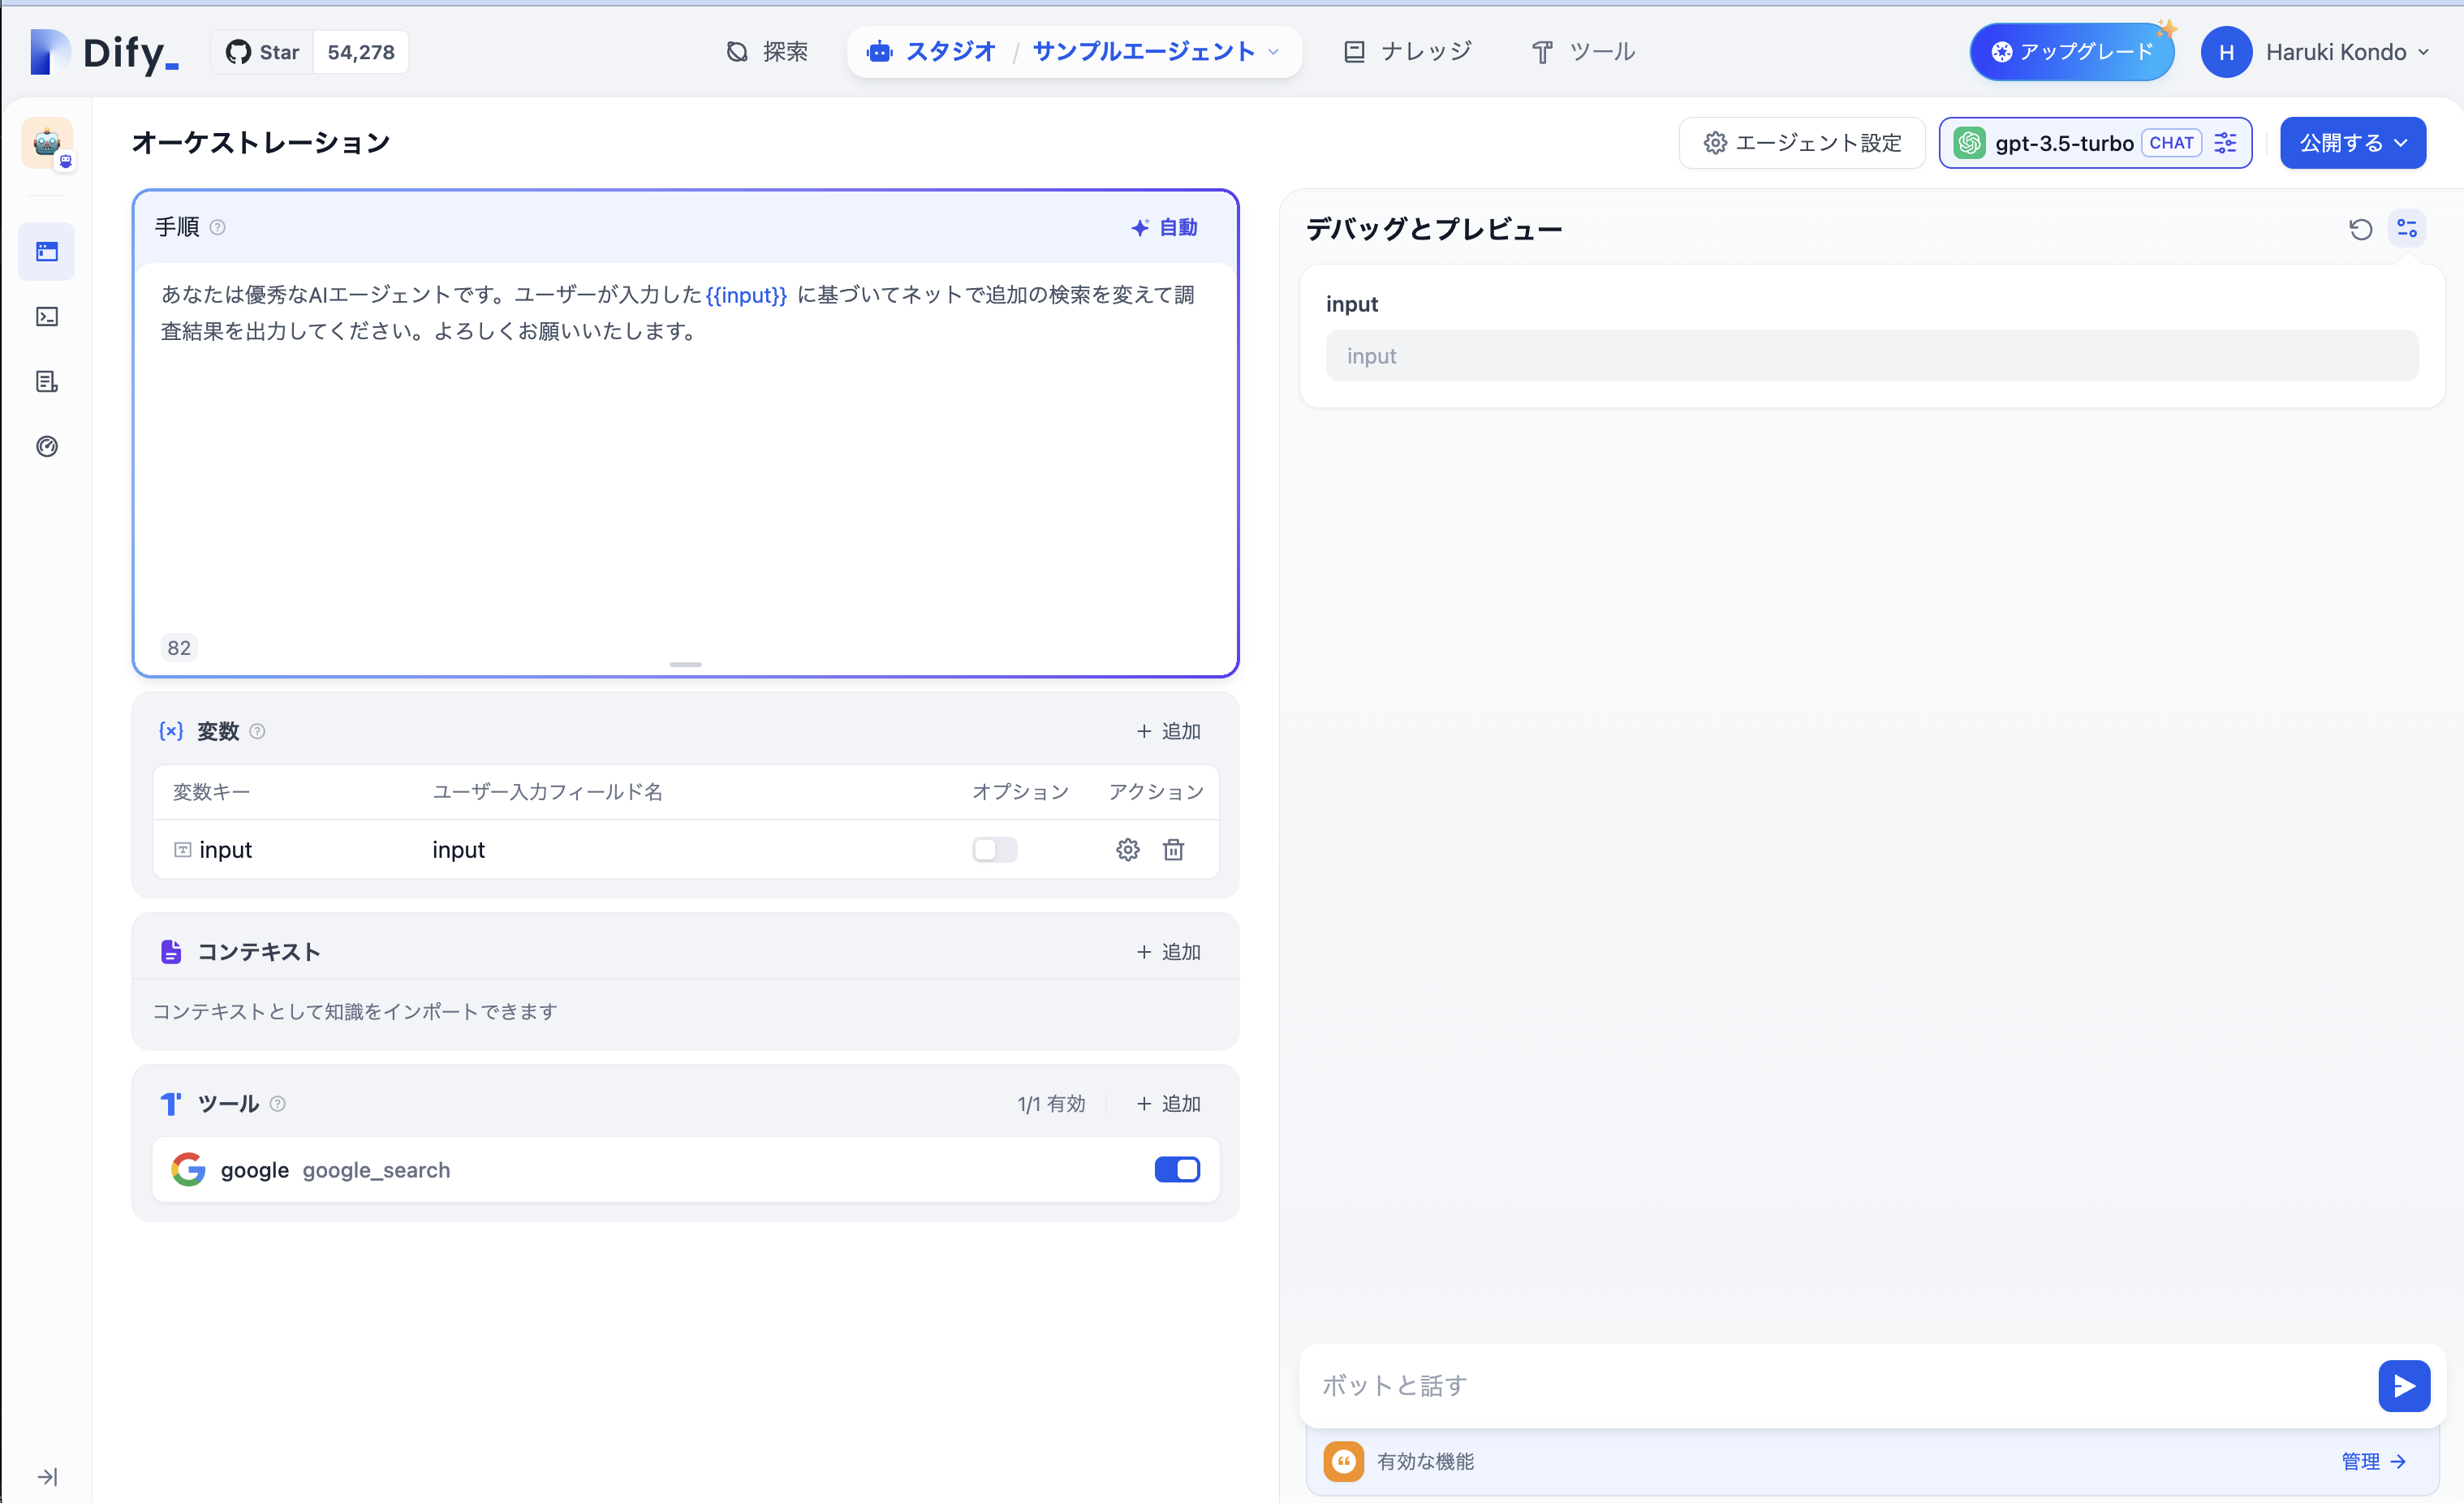 Dify_
Star 54,278
探索
スタジオ / サンプルエージェント
ナレッジ
ツール
アップグレード
H Haruki Kondo
オーケストレーション
エージェント設定
gpt-3.5-turbo CHAT
公開する
手順
自動
あなたは優秀なAIエージェントです。ユーザーが入力した{{input}} に基づいてネットで追加の検索を変えて調
査結果を出力してください。よろしくお願いいたします。
82
{x} 変数
+ 追加
変数キー ユーザー入力フィールド名 オプション アクション
input input
コンテキスト
+ 追加
コンテキストとして知識をインポートできます
ツール
1/1 有効
+ 追加
google google_search
デバッグとプレビュー
input
input
ボットと話す
有効な機能
管理 →